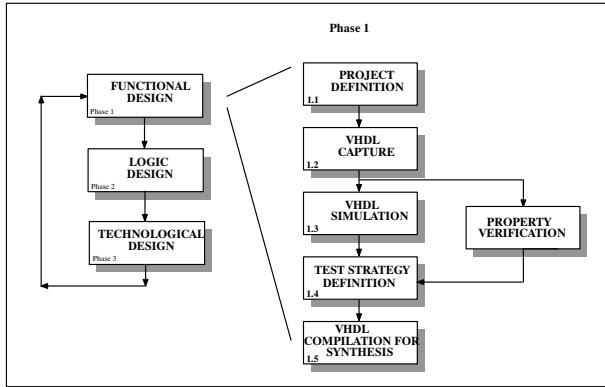 Phase 1
FUNCTIONAL
DESIGN
Phase 1
LOGIC
DESIGN
Phase 2
TECHNOLOGICAL
DESIGN
Phase 3
PROJECT
DEFINITION
1.1
VHDL
CAPTURE
1.2
VHDL
SIMULATION
1.3
PROPERTY
VERIFICATION
TEST STRATEGY
DEFINITION
1.4
VHDL
COMPILATION FOR
SYNTHESIS
1.5